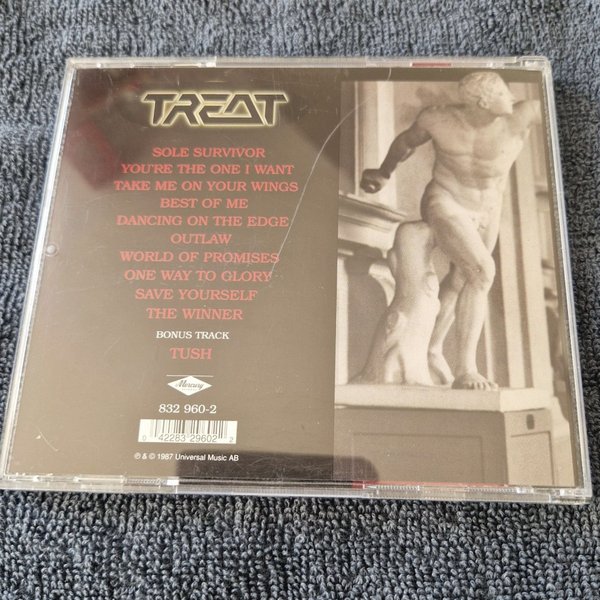 TREAT
SOLE SURVIVOR
YOU'RE THE ONE I WANT
TAKE ME ON YOUR WINGS
BEST OF ME
DANCING ON THE EDGE
OUTLAW
WORLD OF PROMISES
ONE WAY TO GLORY
SAVE YOURSELF
THE WINNER
BONUS TRACK
TUSH
Mercury
832 960-2
0 42283 29602 2
℗ & © 1987 Universal Music AB